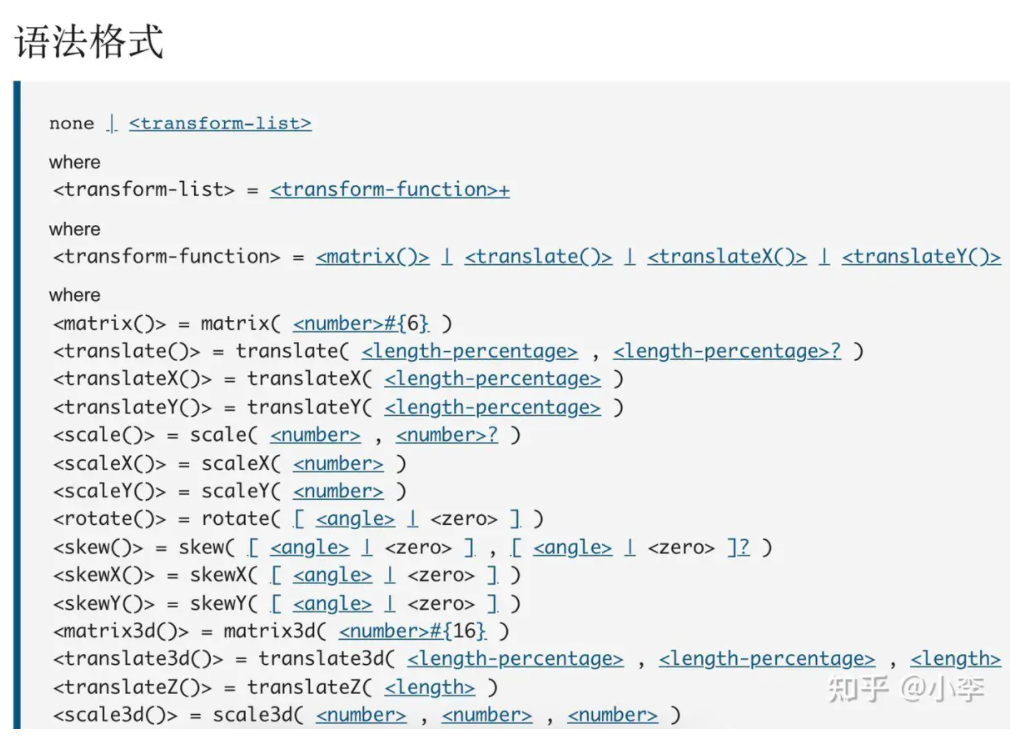 语法格式
none | <transform-list>
where
<transform-list> = <transform-function>+
where
<transform-function> = <matrix()> | <translate()> | <translateX()> | <translateY()>
where
<matrix()> = matrix( <number>#{6} )
<translate()> = translate( <length-percentage> , <length-percentage>? )
<translateX()> = translateX( <length-percentage> )
<translateY()> = translateY( <length-percentage> )
<scale()> = scale( <number> , <number>? )
<scaleX()> = scaleX( <number> )
<scaleY()> = scaleY( <number> )
<rotate()> = rotate( [ <angle> | <zero> ] )
<skew()> = skew( [ <angle> | <zero> ] , [ <angle> | <zero> ]? )
<skewX()> = skewX( [ <angle> | <zero> ] )
<skewY()> = skewY( [ <angle> | <zero> ] )
<matrix3d()> = matrix3d( <number>#{16} )
<translate3d()> = translate3d( <length-percentage> , <length-percentage> , <length>
<translateZ()> = translateZ( <length> )
<scale3d()> = scale3d( <number> , <number> , <number> )
知乎 @小李